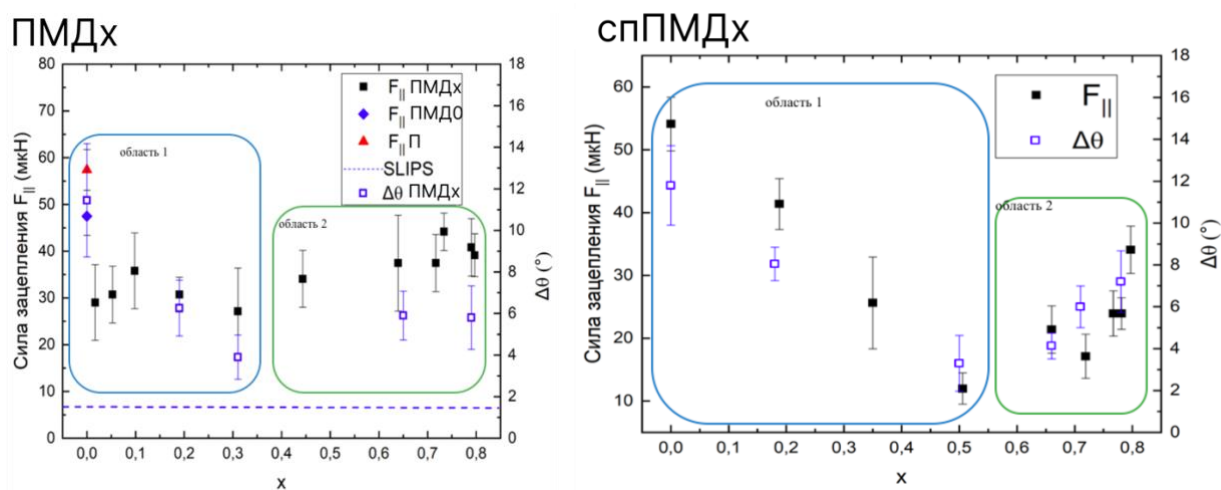 ПМДх
спПМДх
80
70
60
50
40
30
20
10
0
Сила зацепления F|| (мкН)
18
16
14
12
10
8
6
4
2
0
Δθ (°)
0,0 0,1 0,2 0,3 0,4 0,5 0,6 0,7 0,8
x
F|| ПМДх
F|| ПМД0
F|| П
SLIPS
Δθ ПМДх
область 1
область 2
60
50
40
30
20
10
Сила зацепления F|| (мкН)
18
16
14
12
10
8
6
4
2
0
Δθ (°)
0,0 0,1 0,2 0,3 0,4 0,5 0,6 0,7 0,8
x
F||
Δθ
область 1
область 2